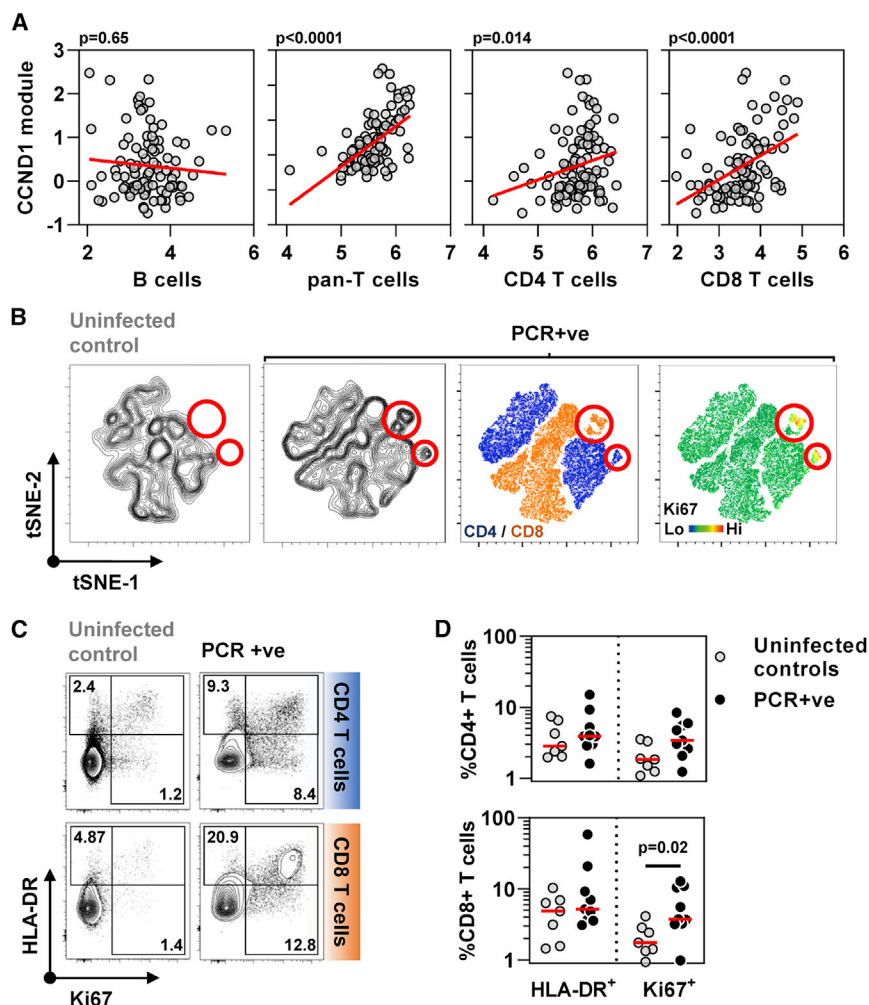 A
p=0.65
p<0.0001
p=0.014
p<0.0001
CCND1 module
3
2
1
0
-1
2 4 6
4 5 6 7
4 5 6 7
2 3 4 5 6
B cells
pan-T cells
CD4 T cells
CD8 T cells
B
Uninfected
control
PCR+ve
tSNE-2
tSNE-1
CD4 / CD8
Ki67
Lo Hi
C
Uninfected
control
PCR +ve
2.4
1.2
9.3
8.4
CD4 T cells
4.87
1.4
20.9
12.8
CD8 T cells
HLA-DR
Ki67
D
%CD4+ T cells
100
10
1
Uninfected
controls
PCR+ve
%CD8+ T cells
100
10
1
p=0.02
HLA-DR+
Ki67+